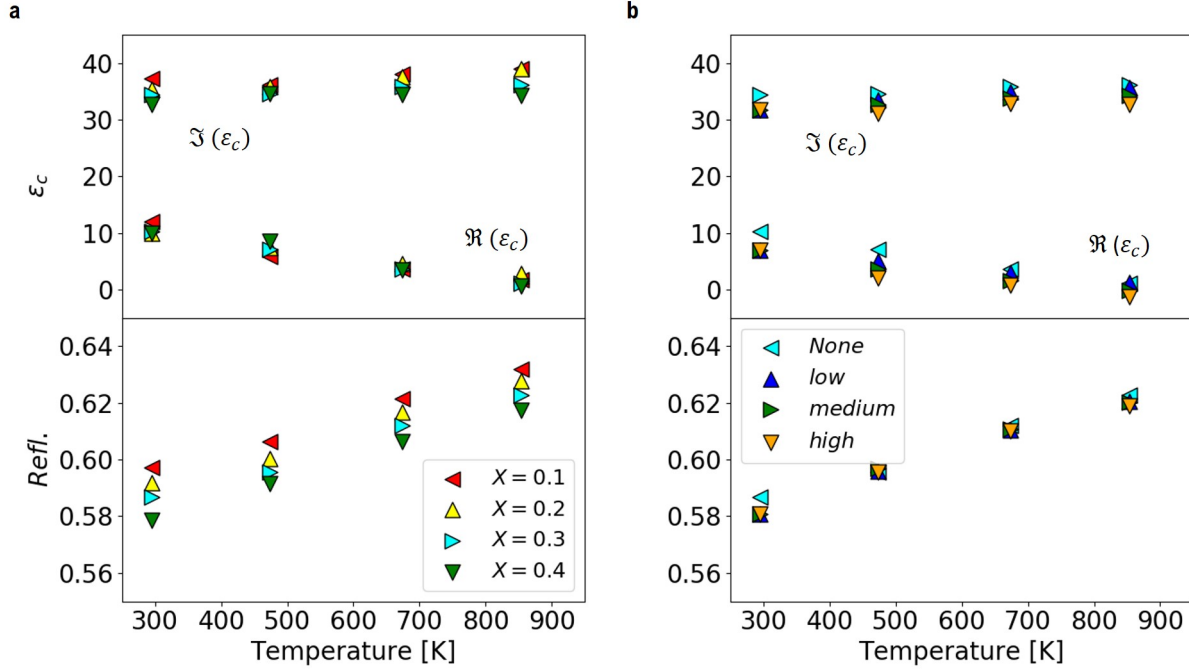 a
40
30
20
10
0
ε_c
ℑ (ε_c)
ℜ (ε_c)
0.64
0.62
0.60
0.58
0.56
Refl.
X = 0.1
X = 0.2
X = 0.3
X = 0.4
300 400 500 600 700 800 900
Temperature [K]
b
40
30
20
10
0
ℑ (ε_c)
ℜ (ε_c)
0.64
0.62
0.60
0.58
0.56
None
low
medium
high
300 400 500 600 700 800 900
Temperature [K]